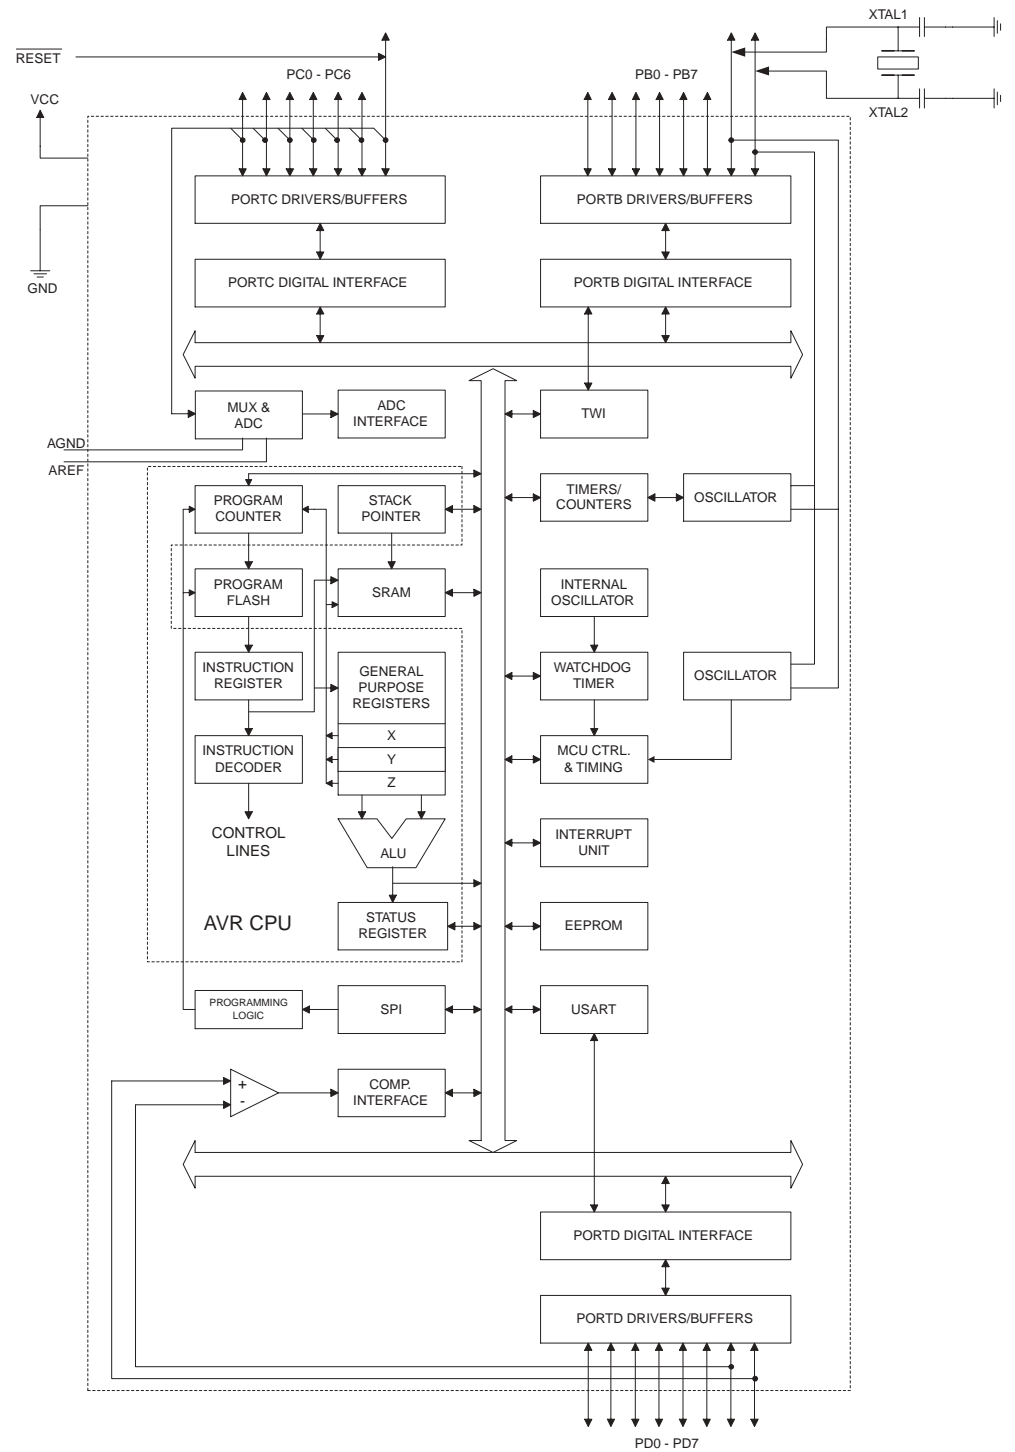 XTAL1
RESET
PC0 - PC6
PB0 - PB7
VCC
XTAL2
PORTC DRIVERS/BUFFERS
PORTB DRIVERS/BUFFERS
GND
PORTC DIGITAL INTERFACE
PORTB DIGITAL INTERFACE
MUX &
ADC
ADC
INTERFACE
TWI
AGND
AREF
PROGRAM
COUNTER
STACK
POINTER
TIMERS/
COUNTERS
OSCILLATOR
PROGRAM
FLASH
SRAM
INTERNAL
OSCILLATOR
INSTRUCTION
REGISTER
GENERAL
PURPOSE
REGISTERS
WATCHDOG
TIMER
OSCILLATOR
X
Y
Z
INSTRUCTION
DECODER
MCU CTRL.
& TIMING
CONTROL
LINES
ALU
INTERRUPT
UNIT
AVR CPU
STATUS
REGISTER
EEPROM
PROGRAMMING
LOGIC
SPI
USART
+
-
COMP.
INTERFACE
PORTD DIGITAL INTERFACE
PORTD DRIVERS/BUFFERS
PD0 - PD7